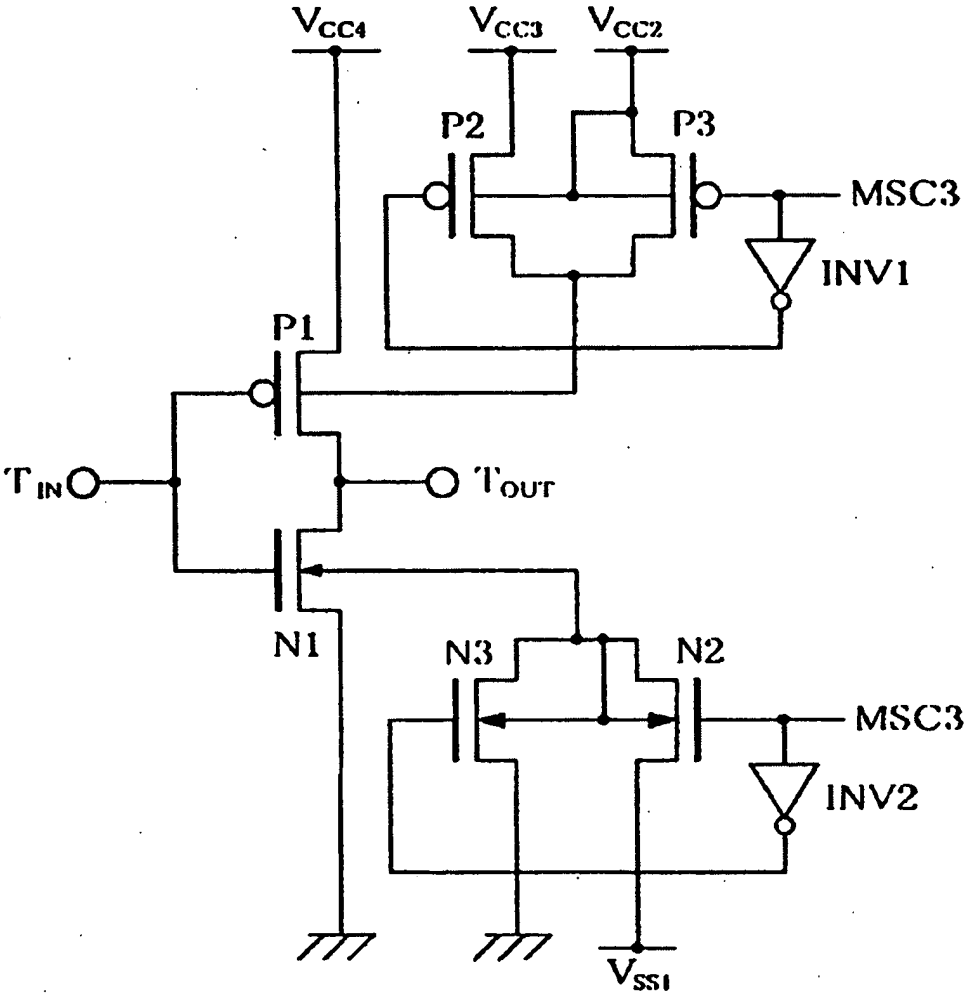 VCC4 VCC3 VCC2
P2 P3
MSC3
INV1
P1
TIN TOUT
N1
N3 N2
MSC3
INV2
VSS1